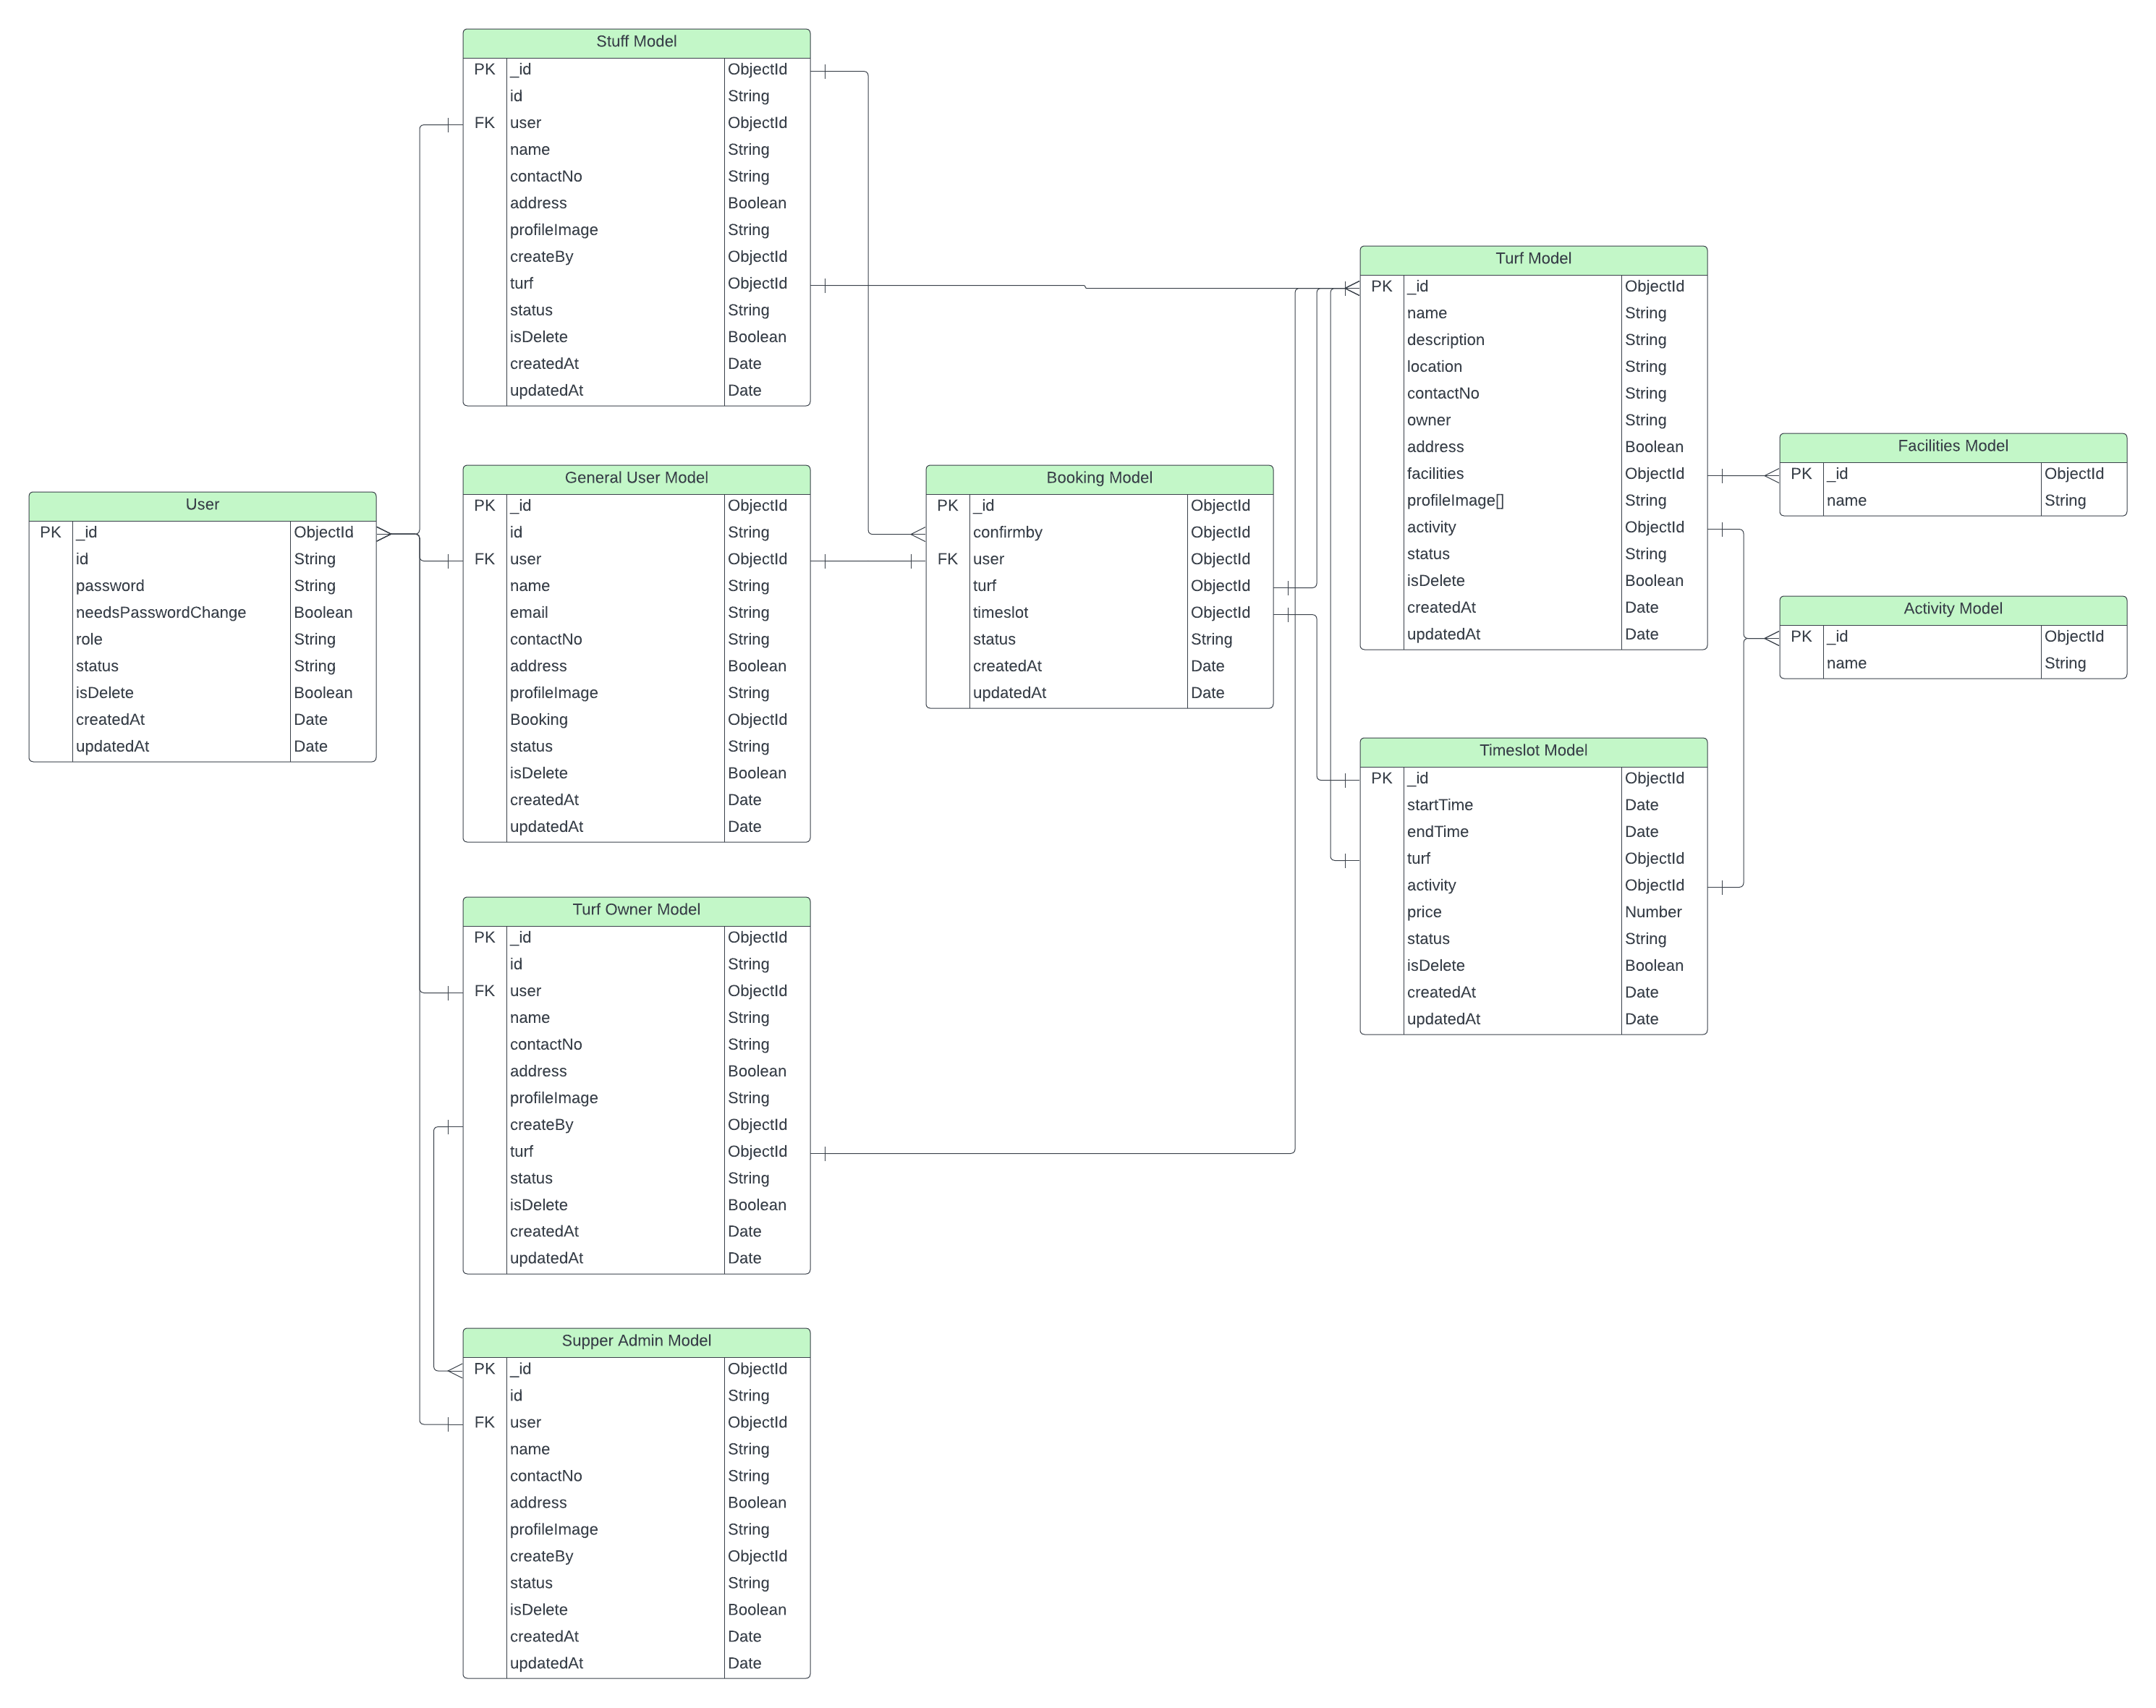 Stuff Model
PK _id ObjectId
id String
FK user ObjectId
name String
contactNo String
address Boolean
profileImage String
createBy ObjectId
turf ObjectId
status String
isDelete Boolean
createdAt Date
updatedAt Date
User
PK _id ObjectId
id String
password String
needsPasswordChange Boolean
role String
status String
isDelete Boolean
createdAt Date
updatedAt Date
General User Model
PK _id ObjectId
id String
FK user ObjectId
name String
email String
contactNo String
address Boolean
profileImage String
Booking ObjectId
status String
isDelete Boolean
createdAt Date
updatedAt Date
Booking Model
PK _id ObjectId
confirmby ObjectId
FK user ObjectId
turf ObjectId
timeslot ObjectId
status String
createdAt Date
updatedAt Date
Turf Model
PK _id ObjectId
name String
description String
location String
contactNo String
owner String
address Boolean
facilities ObjectId
profileImage[] String
activity ObjectId
status String
isDelete Boolean
createdAt Date
updatedAt Date
Facilities Model
PK _id ObjectId
name String
Activity Model
PK _id ObjectId
name String
Timeslot Model
PK _id ObjectId
startTime Date
endTime Date
turf ObjectId
activity ObjectId
price Number
status String
isDelete Boolean
createdAt Date
updatedAt Date
Turf Owner Model
PK _id ObjectId
id String
FK user ObjectId
name String
contactNo String
address Boolean
profileImage String
createBy ObjectId
turf ObjectId
status String
isDelete Boolean
createdAt Date
updatedAt Date
Supper Admin Model
PK _id ObjectId
id String
FK user ObjectId
name String
contactNo String
address Boolean
profileImage String
createBy ObjectId
status String
isDelete Boolean
createdAt Date
updatedAt Date